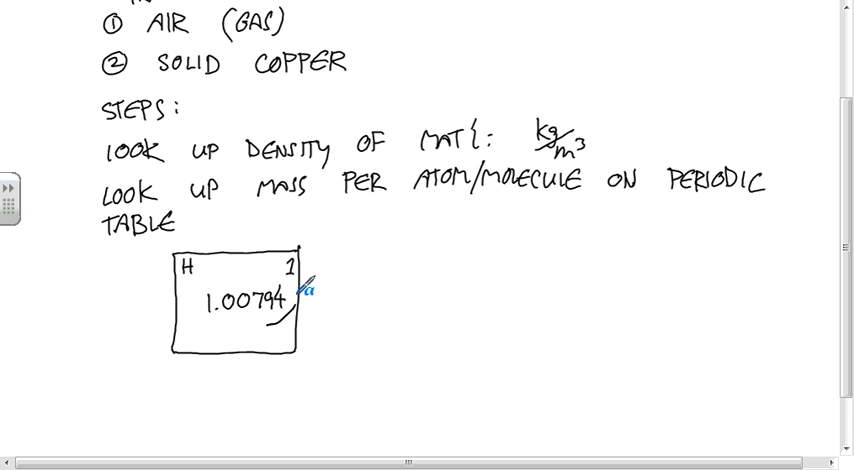 ① AIR (GAS)
② SOLID COPPER
STEPS:
LOOK UP DENSITY OF MAT'L: kg/m³
LOOK UP MASS PER ATOM/MOLECULE ON PERIODIC
TABLE
H 1
1.00794